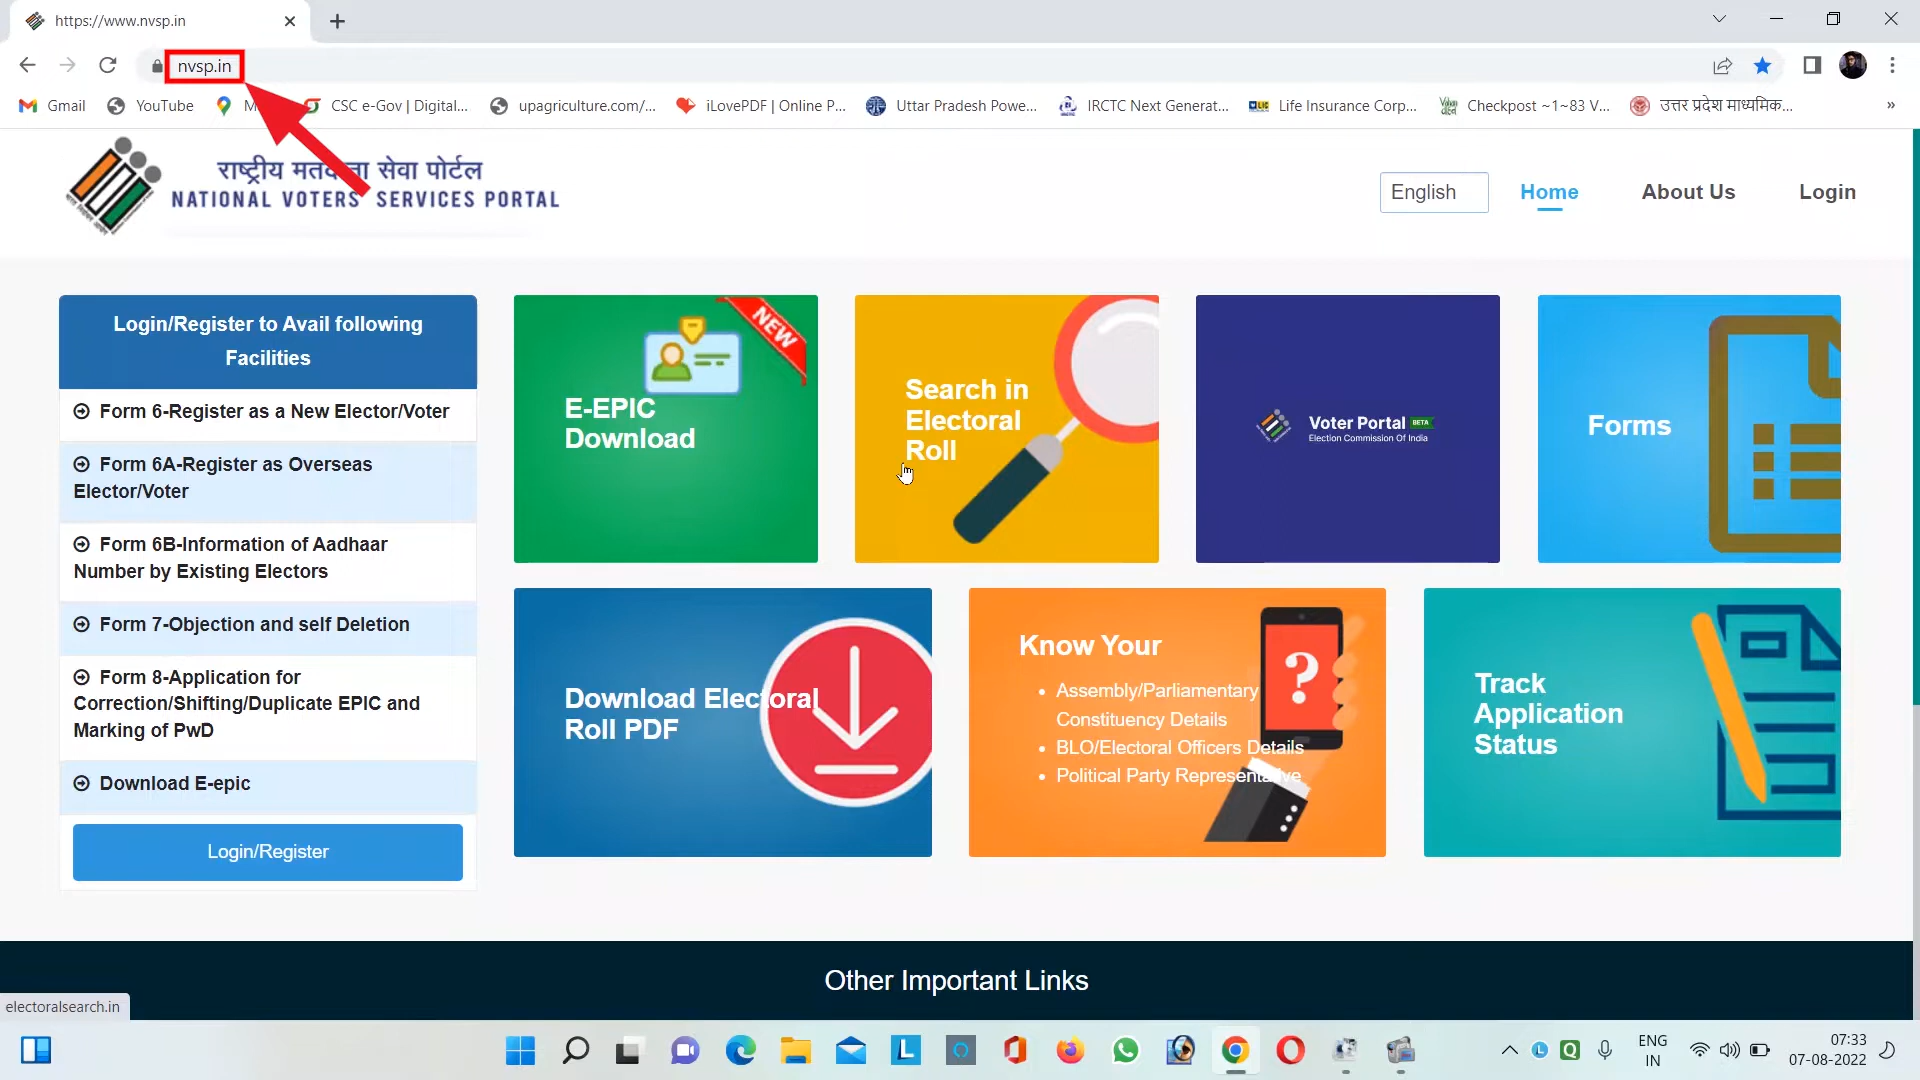 https://www.nvsp.in
nvsp.in
Gmail
YouTube
CSC e-Gov | Digital...
upagriculture.com/...
iLovePDF | Online P...
Uttar Pradesh Powe...
IRCTC Next Generat...
Life Insurance Corp...
Checkpost ~1~83 V...
उत्तर प्रदेश माध्यमिक...
»
राष्ट्रीय मतदाता सेवा पोर्टल
NATIONAL VOTERS' SERVICES PORTAL
English
Home
About Us
Login
Login/Register to Avail following
Facilities
Form 6-Register as a New Elector/Voter
Form 6A-Register as Overseas
Elector/Voter
Form 6B-Information of Aadhaar
Number by Existing Electors
Form 7-Objection and self Deletion
Form 8-Application for
Correction/Shifting/Duplicate EPIC and
Marking of PwD
Download E-epic
Login/Register
NEW
E-EPIC
Download
Search in
Electoral
Roll
Voter Portal BETA
Election Commission Of India
Forms
Download Electoral
Roll PDF
Know Your
• Assembly/Parliamentary
Constituency Details
• BLO/Electoral Officers Details
• Political Party Representative
?
Track
Application
Status
Other Important Links
electoralsearch.in
ENG
IN
07:33
07-08-2022